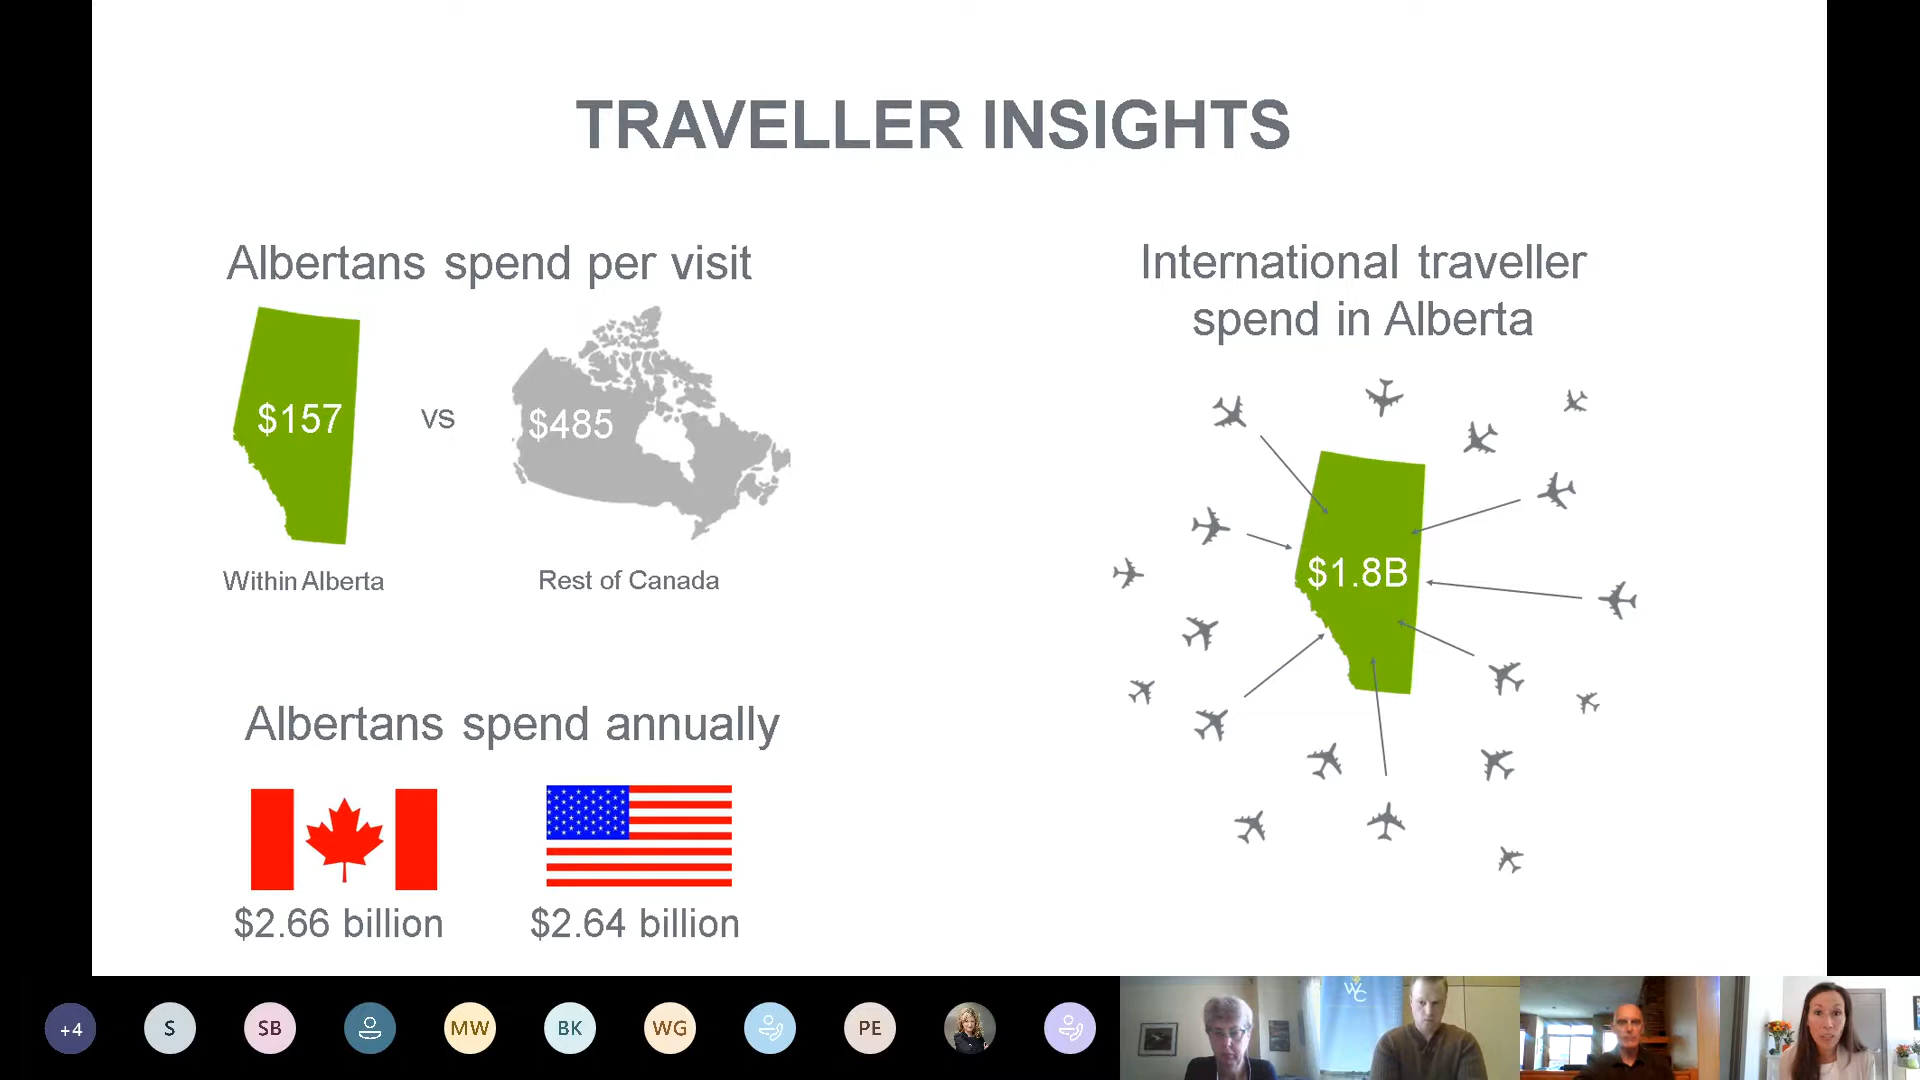 TRAVELLER INSIGHTS
Albertans spend per visit
$157
vs
$485
Within Alberta
Rest of Canada
Albertans spend annually
$2.66 billion
$2.64 billion
International traveller
spend in Alberta
$1.8B
+4
S
SB
MW
BK
WG
PE
WC